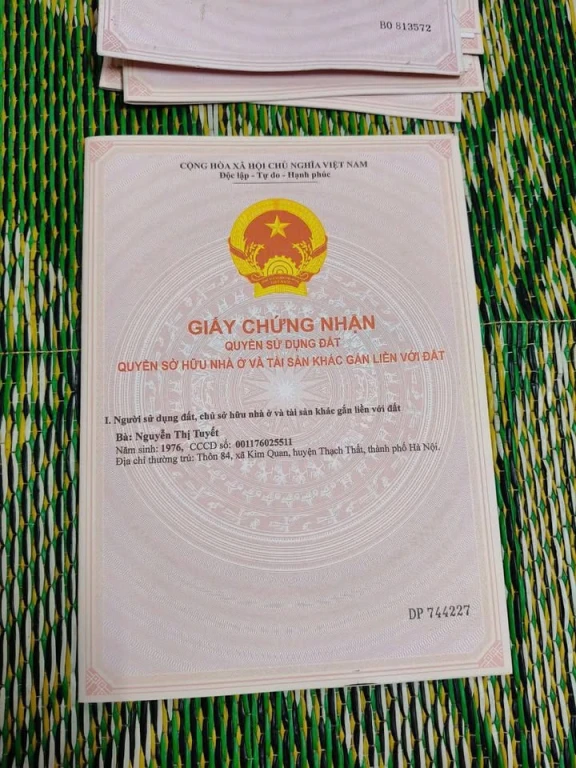 BO 813572
CỘNG HÒA XÃ HỘI CHỦ NGHĨA VIỆT NAM
Độc lập - Tự do - Hạnh phúc
GIẤY CHỨNG NHẬN
QUYỀN SỬ DỤNG ĐẤT
QUYỀN SỞ HỮU NHÀ Ở VÀ TÀI SẢN KHÁC GẮN LIỀN VỚI ĐẤT
I. Người sử dụng đất, chủ sở hữu nhà ở và tài sản khác gắn liền với đất
Bà: Nguyễn Thị Tuyết
Năm sinh: 1976, CCCD số: 001176025511
Địa chỉ thường trú: Thôn 84, xã Kim Quan, huyện Thạch Thất, thành phố Hà Nội.
DP 744227